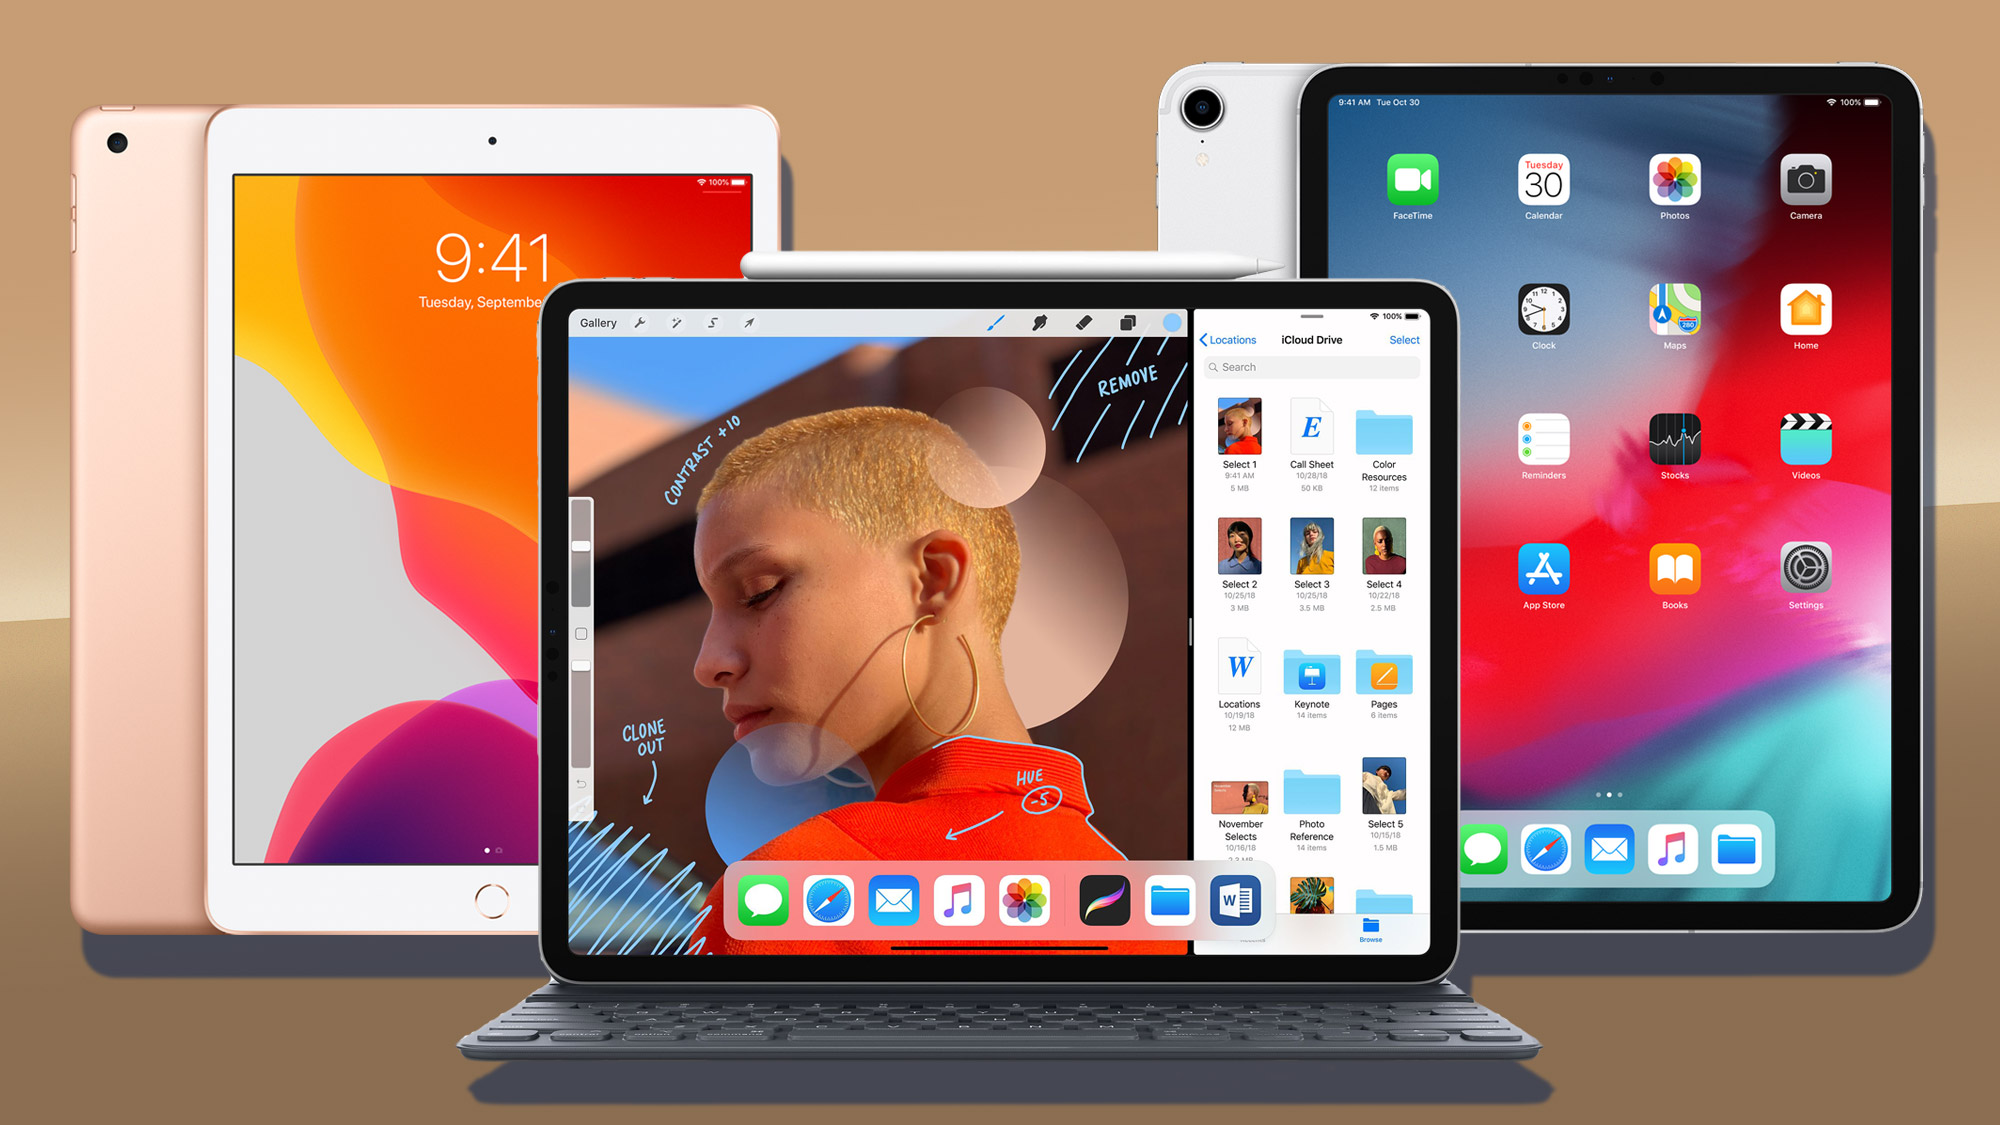 100%
9:41
Tuesday, Septembe
Gallery
CONTRAST +10
REMOVE
CLONE
OUT
HUE
-5
100%
Locations
iCloud Drive
Select
Search
Select 1
9:41 AM
5 MB
Call Sheet
10/28/18
50 KB
Color
Resources
12 items
Select 2
10/25/18
3 MB
Select 3
10/25/18
3.5 MB
Select 4
10/22/18
2.5 MB
Locations
10/19/18
12 MB
Keynote
14 items
Pages
6 items
November
Selects
10/16/18
Photo
Reference
14 items
Select 5
10/15/18
1.5 MB
Browse
E
W
W
9:41 AM Tue Oct 30
100%
FaceTime
Tuesday
30
Calendar
Photos
Camera
Clock
280
Maps
Home
Reminders
Stocks
Videos
App Store
Books
Settings